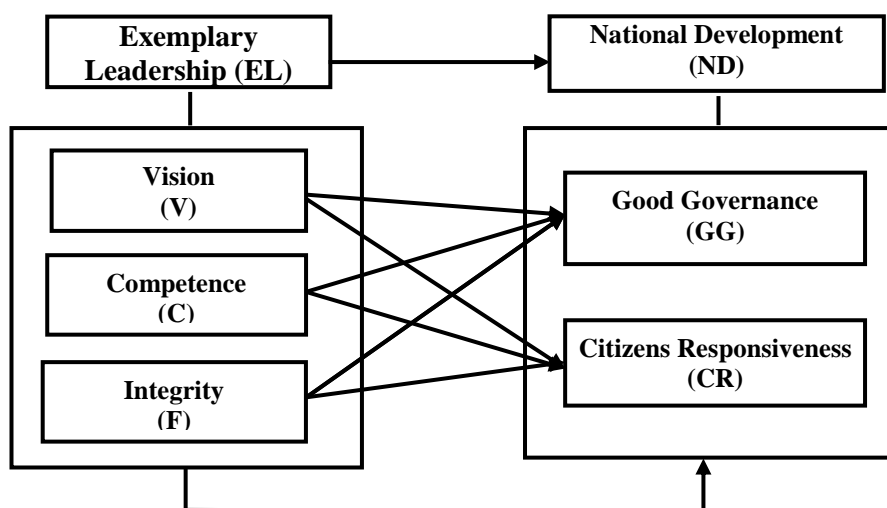 Exemplary
Leadership (EL)
National Development
(ND)
Vision
(V)
Competence
(C)
Integrity
(F)
Good Governance
(GG)
Citizens Responsiveness
(CR)